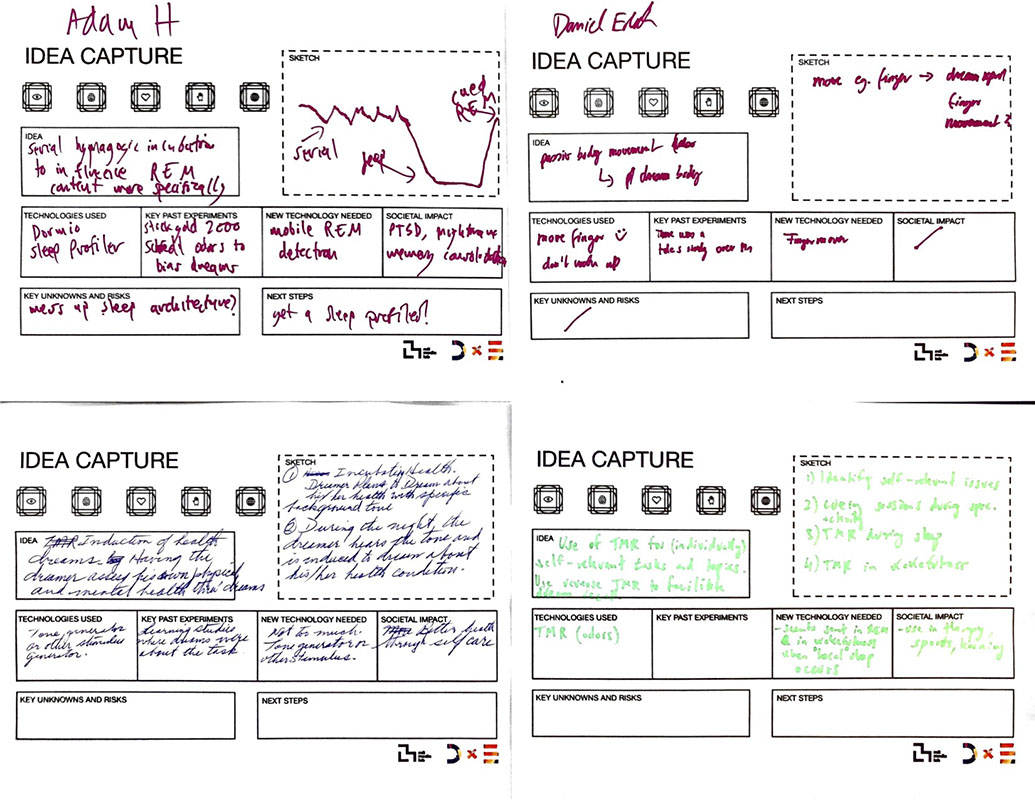 Adam H
IDEA CAPTURE
SKETCH
cued
REM
serial
IDEA
serial hypnagogic incubation
to influence REM
content more specifically
TECHNOLOGIES USED
Dormio
Sleep Profiler
KEY PAST EXPERIMENTS
stickgold 2000
odors to
bias dreams
NEW TECHNOLOGY NEEDED
mobile REM
detection
SOCIETAL IMPACT
PTSD, nightmare
memory consolidation
KEY UNKNOWNS AND RISKS
mess up sleep architecture?
NEXT STEPS
get a sleep profiler!
Daniel
IDEA CAPTURE
SKETCH
move eg. finger → dream report
finger
movement?
IDEA
passive body movement
↳ dream body
TECHNOLOGIES USED
move finger
don't wake up
KEY PAST EXPERIMENTS
there was a
study over
NEW TECHNOLOGY NEEDED
Finger mover
SOCIETAL IMPACT
KEY UNKNOWNS AND RISKS
NEXT STEPS
IDEA CAPTURE
SKETCH
① Incubating Health.
Dreamer Plans to Dream about
his/her health with specific
background tone
② During the night, the
dreamer hears the tone and
is induced to dream about
his/her health condition.
IDEA
Induction of health
dreams Having the
dreamer assess his own physical
and mental health thru dreams
TECHNOLOGIES USED
Tone generator
or other stimulus
generator.
KEY PAST EXPERIMENTS
Learning studies
where dreams were
about the task.
NEW TECHNOLOGY NEEDED
Not too much.
Tone generator or
other stimulus.
SOCIETAL IMPACT
Better health
through self care
KEY UNKNOWNS AND RISKS
NEXT STEPS
IDEA CAPTURE
SKETCH
1) Identify self-relevant issues
2) Cueing sessions during spec.
activity
3) TMR during sleep
4) TMR in wakefulness
IDEA
Use of TMR for (individually)
self-relevant tasks and topics.
Use reverse TMR to facilitate
dream recall
TECHNOLOGIES USED
TMR (odors)
KEY PAST EXPERIMENTS
NEW TECHNOLOGY NEEDED
- scents sent in REM
& in wakefulness
when "local" sleep
occurs
SOCIETAL IMPACT
- use in therapy,
sports, learning
KEY UNKNOWNS AND RISKS
NEXT STEPS